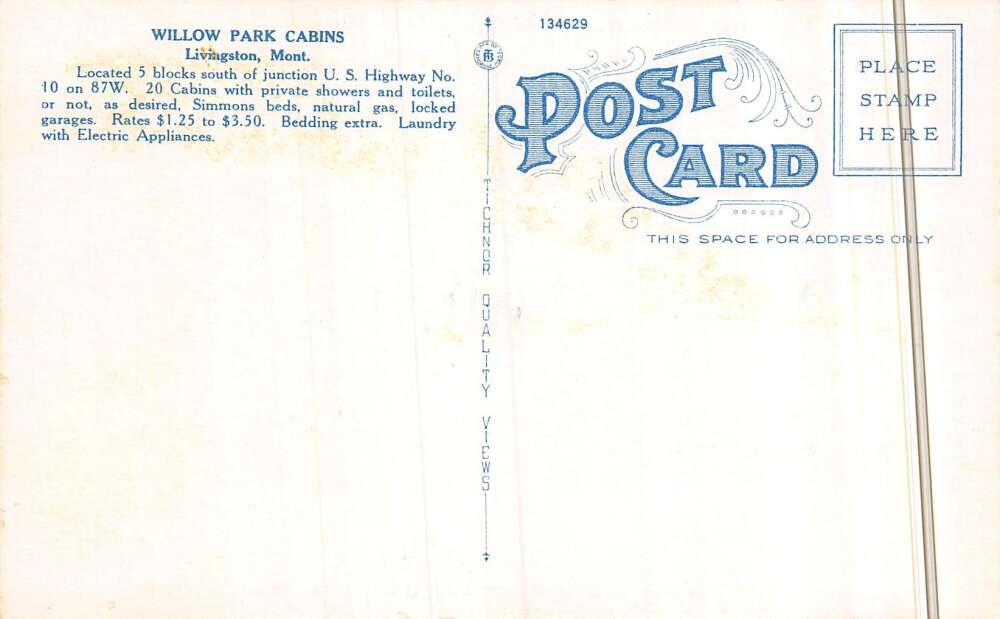 WILLOW PARK CABINS
Livingston, Mont.
Located 5 blocks south of junction U. S. Highway No.
10 on 87W. 20 Cabins with private showers and toilets,
or not, as desired, Simmons beds, natural gas, locked
garages. Rates $1.25 to $3.50. Bedding extra. Laundry
with Electric Appliances.
TICHNOR QUALITY VIEWS
134629
POST
CARD
THIS SPACE FOR ADDRESS ONLY
PLACE
STAMP
HERE